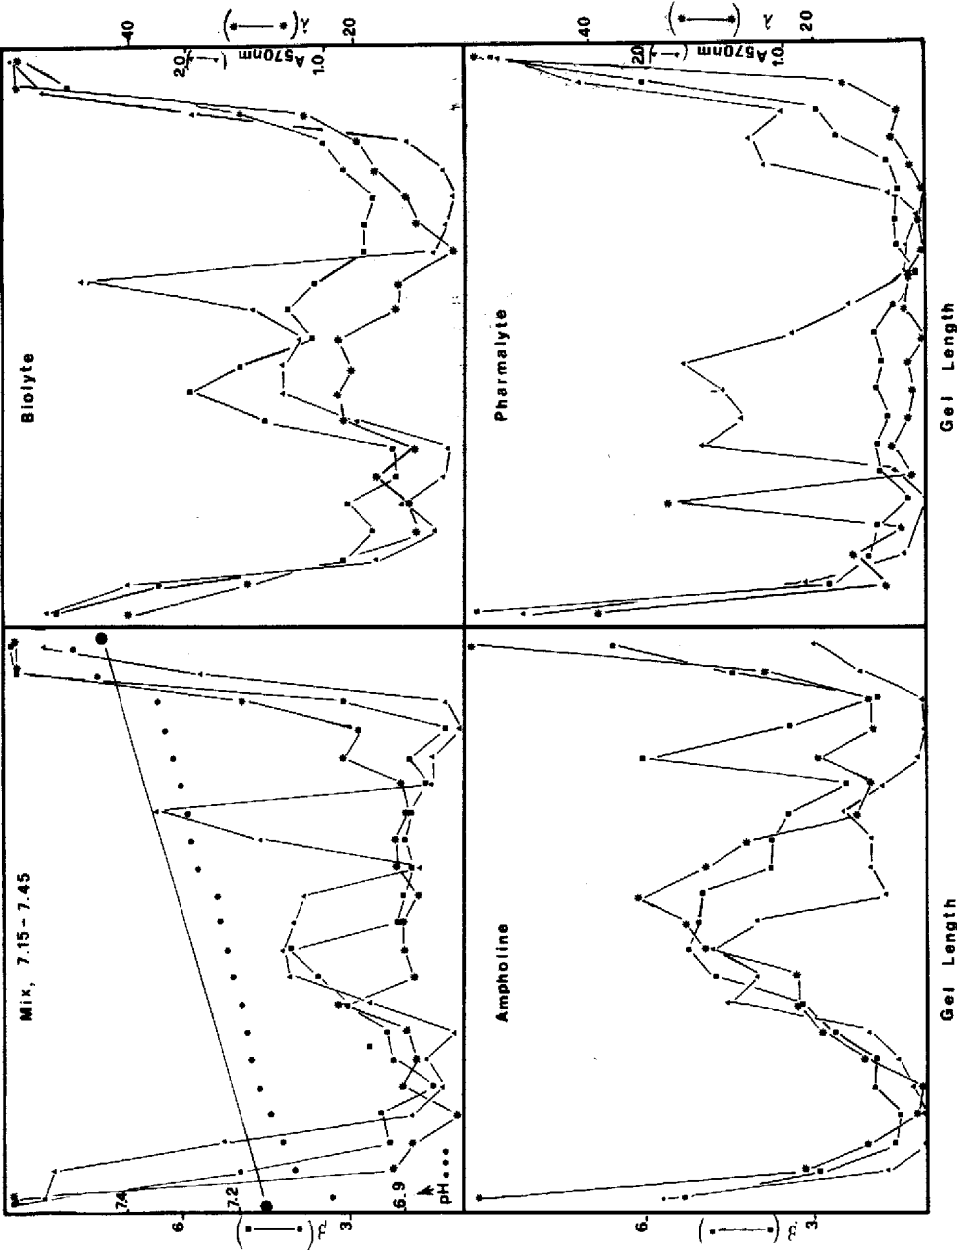 40
20
λ
2.0
1.0
A570nm
Biolyte
40
20
λ
2.0
1.0
A570nm
Pharmalyte
Gel Length
Mix, 7.15-7.45
7.4
7.2
6.9
pH
6
3
Ampholine
6
3
Gel Length